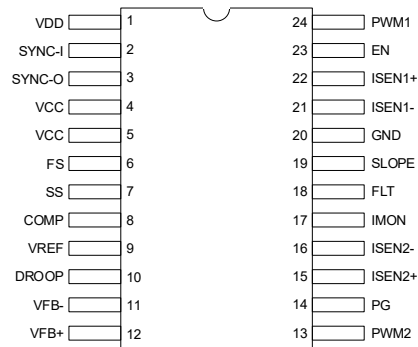 VDD 1 24 PWM1
SYNC-I 2 23 EN
SYNC-O 3 22 ISEN1+
VCC 4 21 ISEN1-
VCC 5 20 GND
FS 6 19 SLOPE
SS 7 18 FLT
COMP 8 17 IMON
VREF 9 16 ISEN2-
DROOP 10 15 ISEN2+
VFB- 11 14 PG
VFB+ 12 13 PWM2